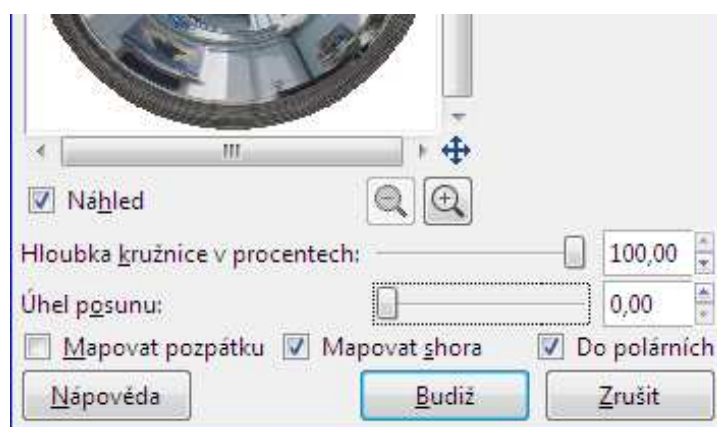 Náhled
Hloubka kružnice v procentech: 100,00
Úhel posunu: 0,00
Mapovat pozpátku Mapovat shora Do polárních
Nápověda Budiž Zrušit